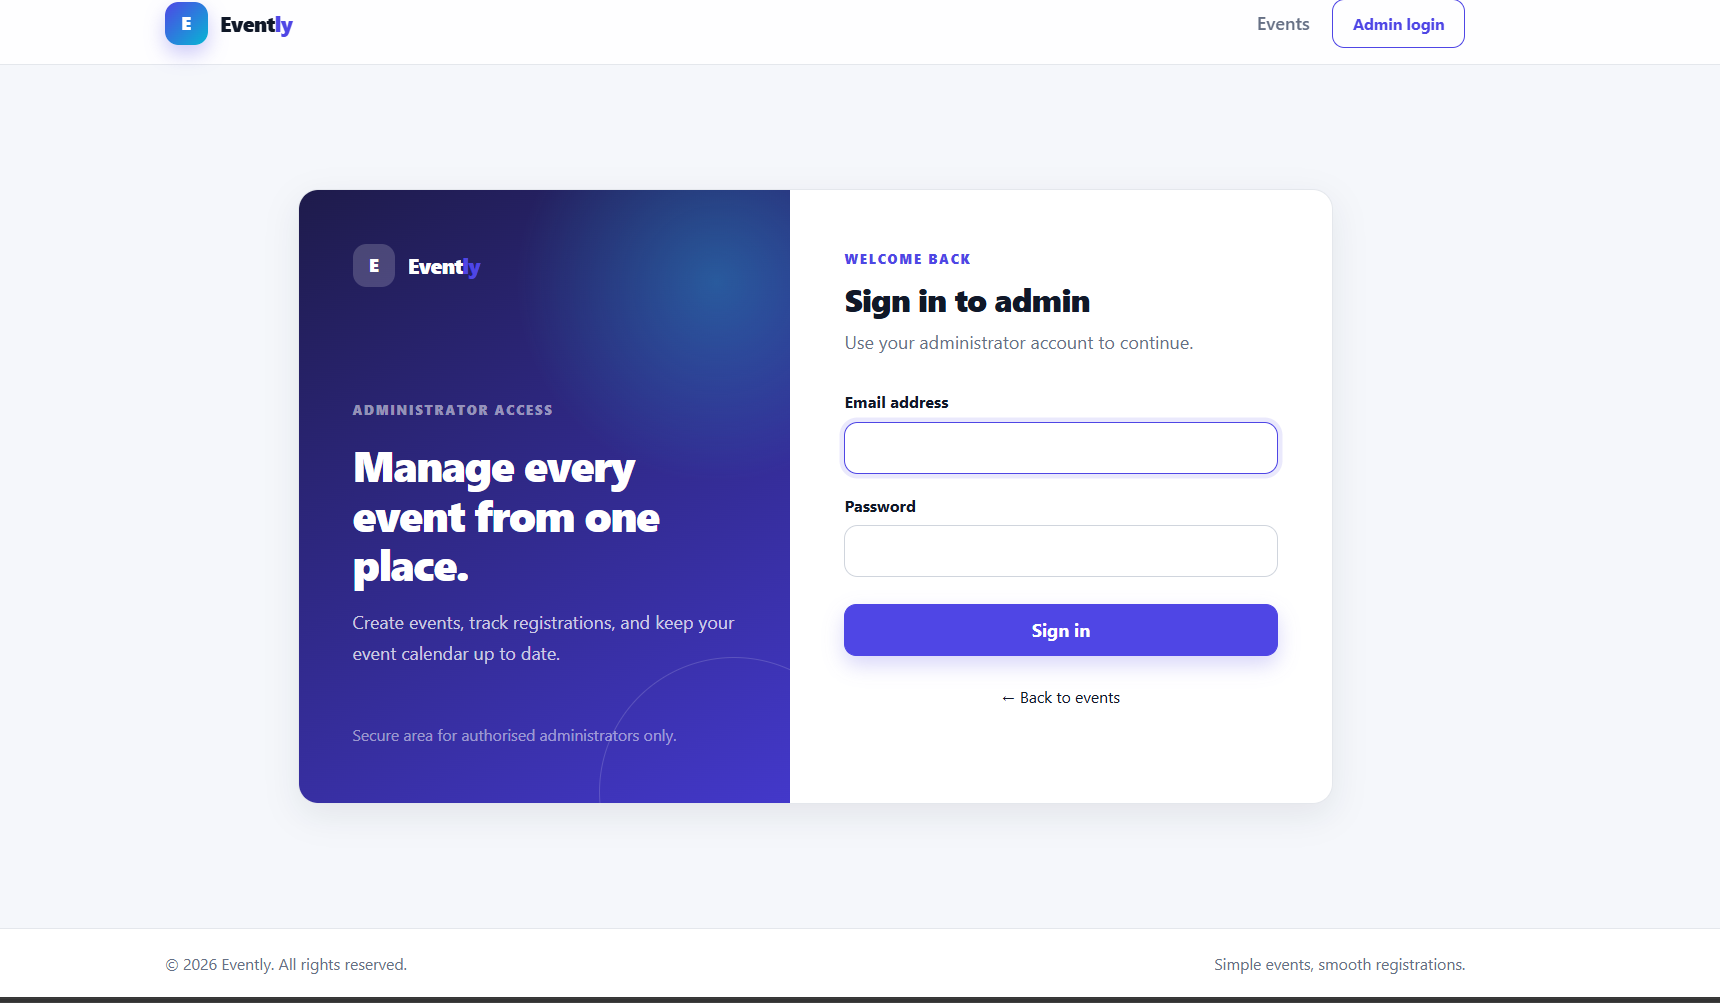 E Evently
Events
Admin login
E Evently
ADMINISTRATOR ACCESS
Manage every
event from one
place.
Create events, track registrations, and keep your
event calendar up to date.
Secure area for authorised administrators only.
WELCOME BACK
Sign in to admin
Use your administrator account to continue.
Email address
Password
Sign in
← Back to events
© 2026 Evently. All rights reserved.
Simple events, smooth registrations.